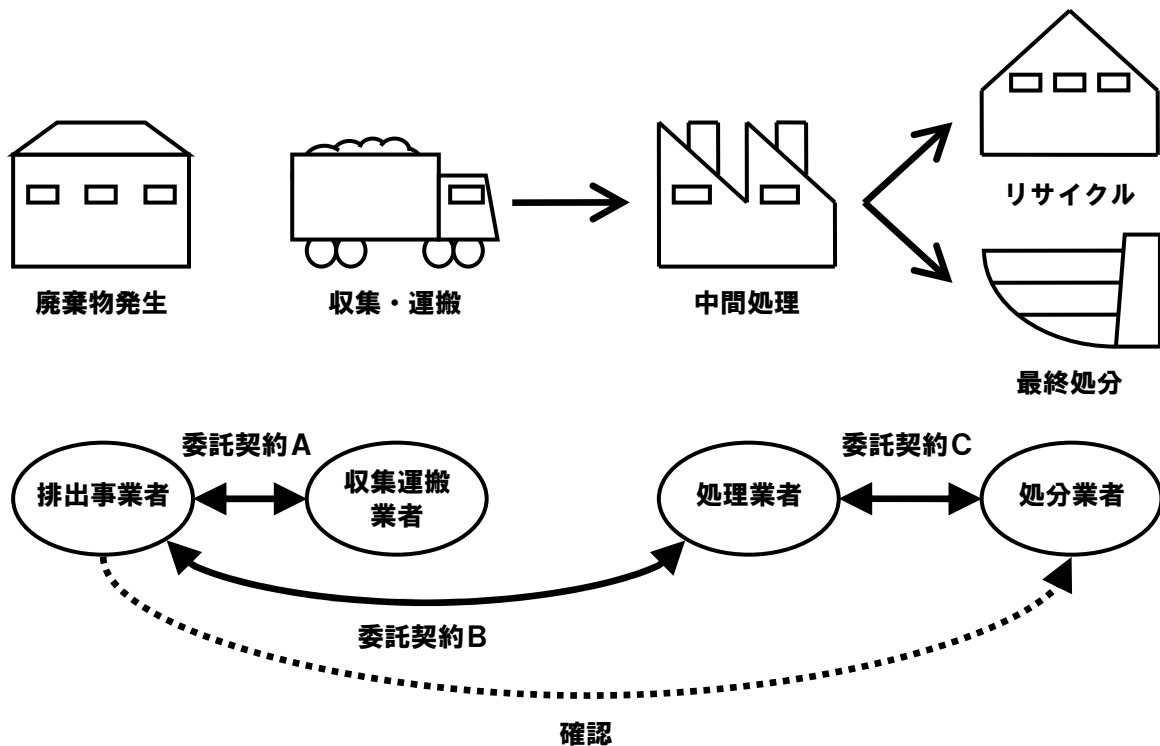 廃棄物発生
収集・運搬
中間処理
リサイクル
最終処分
委託契約A
委託契約C
排出事業者
収集運搬
業者
処理業者
処分業者
委託契約B
確認